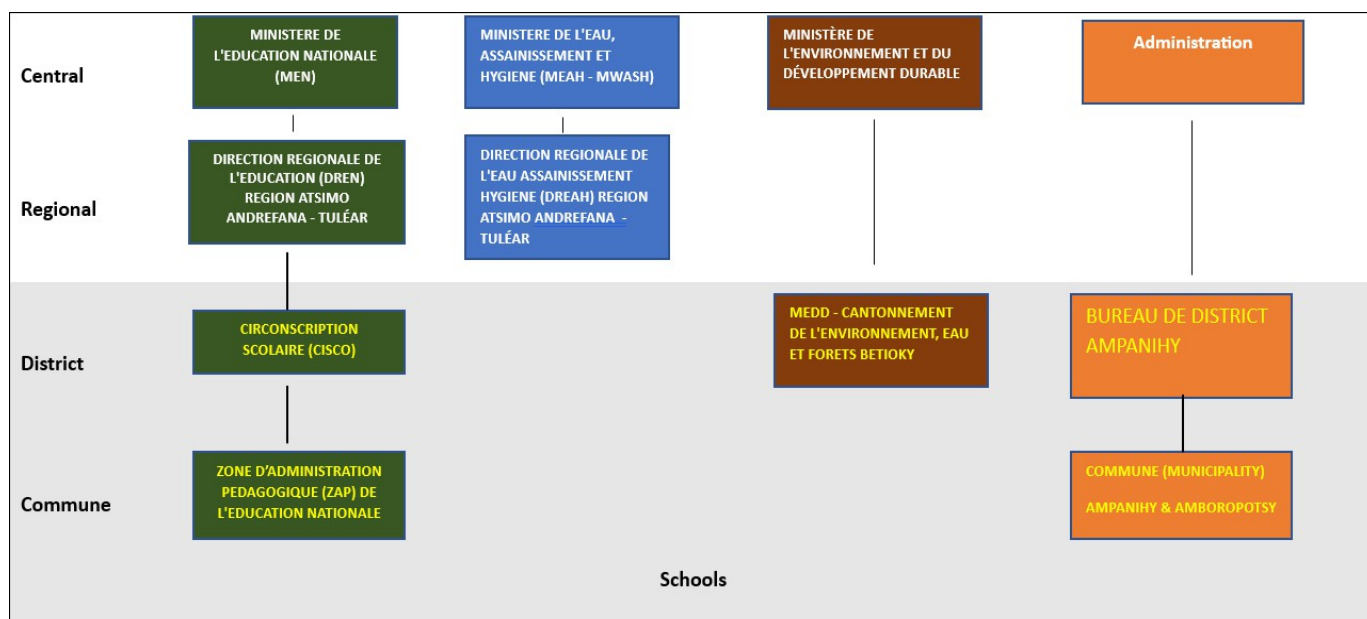 Central
MINISTERE DE
L'EDUCATION NATIONALE
(MEN)
MINISTERE DE L'EAU,
ASSAINISSEMENT ET
HYGIENE (MEAH - MWASH)
MINISTÈRE DE
L'ENVIRONNEMENT ET DU
DÉVELOPPEMENT DURABLE
Administration
Regional
DIRECTION REGIONALE DE
L'EDUCATION (DREN)
REGION ATSIMO
ANDREFANA - TULÉAR
DIRECTION REGIONALE DE
L'EAU ASSAINISSEMENT
HYGIENE (DREAH) REGION
ATSIMO ANDREFANA -
TULÉAR
District
CIRCONSCRIPTION
SCOLAIRE (CISCO)
MEDD - CANTONNEMENT
DE L'ENVIRONNEMENT, EAU
ET FORETS BETIOKY
BUREAU DE DISTRICT
AMPANIHY
Commune
ZONE D’ADMINISTRATION
PEDAGOGIQUE (ZAP) DE
L'EDUCATION NATIONALE
COMMUNE (MUNICIPALITY)
AMPANIHY & AMBOROPOTSY
Schools